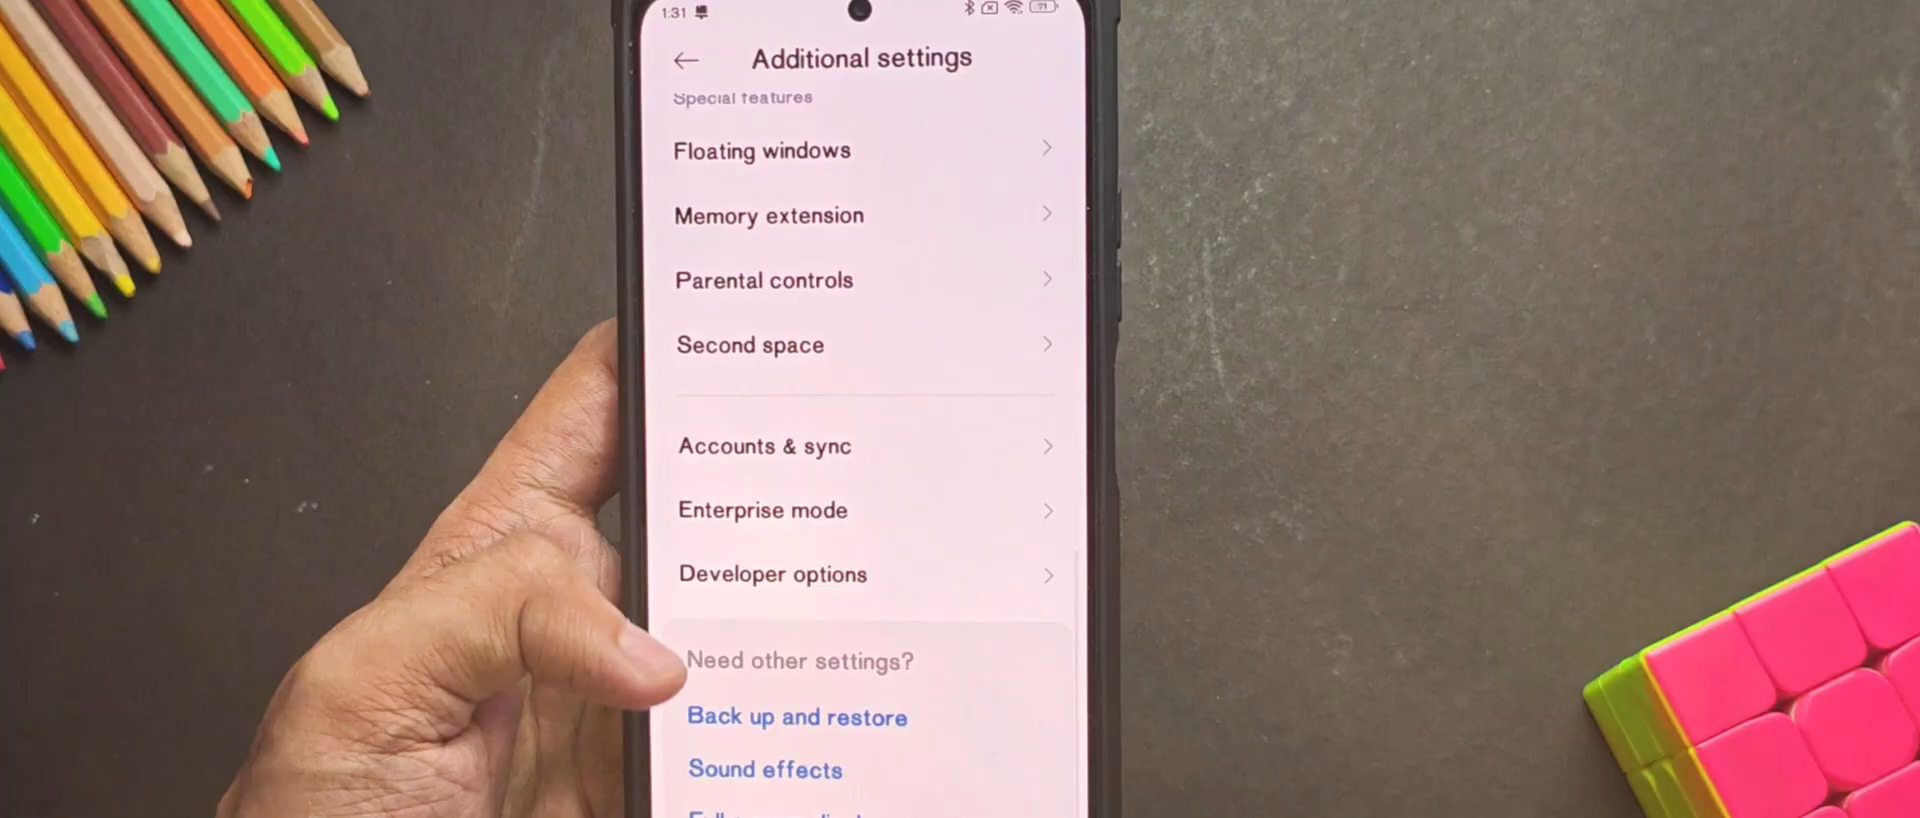 1:31
71
Additional settings
Special features
Floating windows
Memory extension
Parental controls
Second space
Accounts & sync
Enterprise mode
Developer options
Need other settings?
Back up and restore
Sound effects